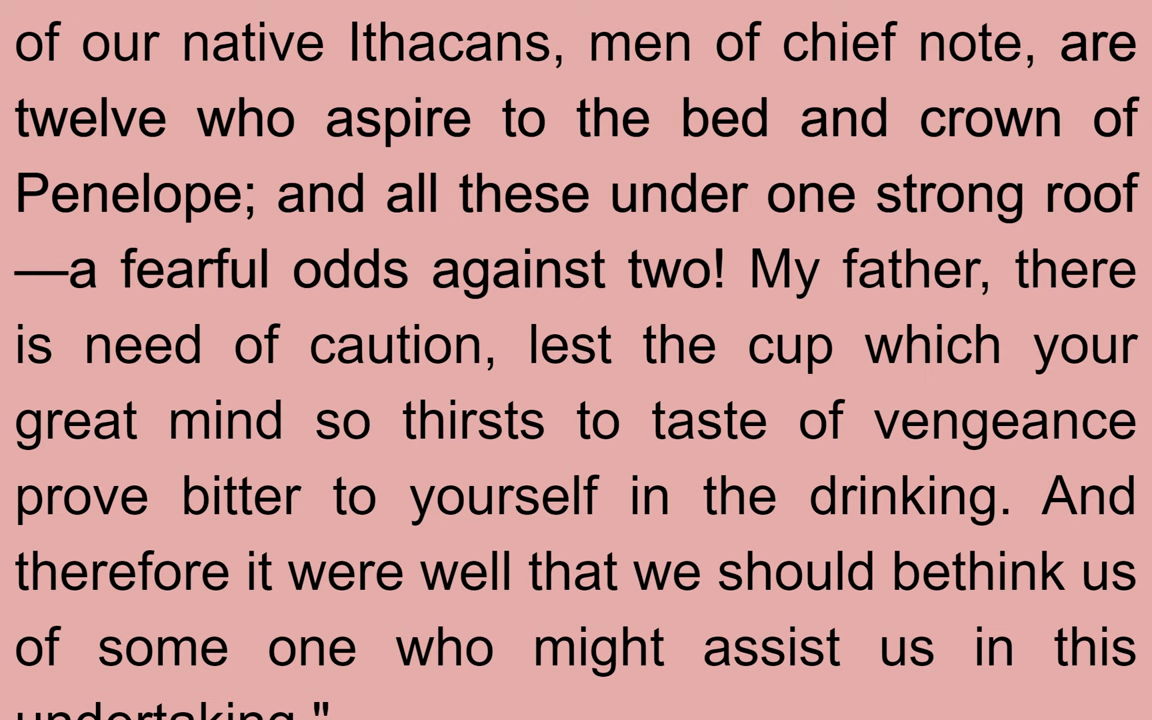 of our native Ithacans, men of chief note, are
twelve who aspire to the bed and crown of
Penelope; and all these under one strong roof
—a fearful odds against two! My father, there
is need of caution, lest the cup which your
great mind so thirsts to taste of vengeance
prove bitter to yourself in the drinking. And
therefore it were well that we should bethink us
of some one who might assist us in this
undertaking."